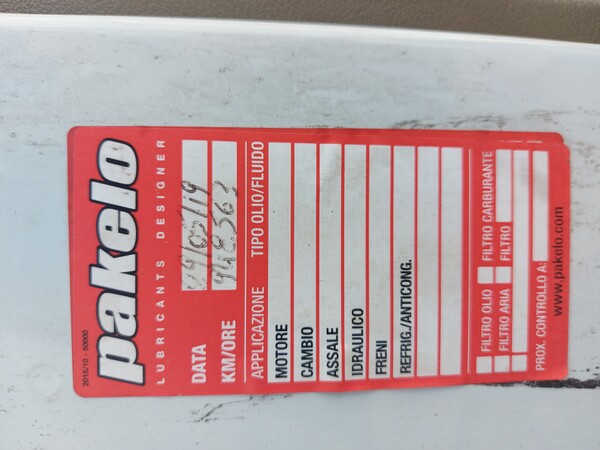 2015/10 - 90000
pakelo
LUBRICANTS DESIGNER
DATA
KM/ORE
APPLICAZIONE TIPO OLIO/FLUIDO
MOTORE
CAMBIO
ASSALE
IDRAULICO
FRENI
REFRIG./ANTICONG.
FILTRO OLIO FILTRO CARBURANTE
FILTRO ARIA FILTRO
PROX. CONTROLLO A:
www.pakelo.com